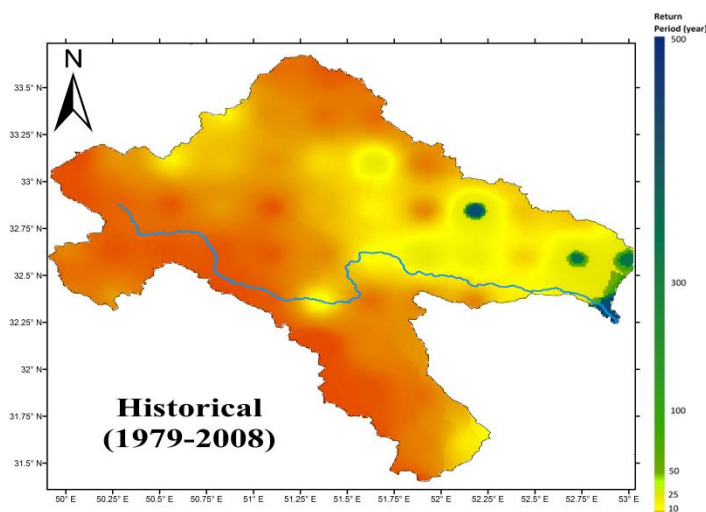 Return
Period (year)
500
N
33.5° N
33.25° N
33° N
32.75° N
32.5° N
300
32.25° N
32° N
100
Historical
(1979-2008)
31.75° N
50
31.5° N
25
10
50° E 50.25° E 50.5° E 50.75° E 51° E 51.25° E 51.5° E 51.75° E 52° E 52.25° E 52.5° E 52.75° E 53° E